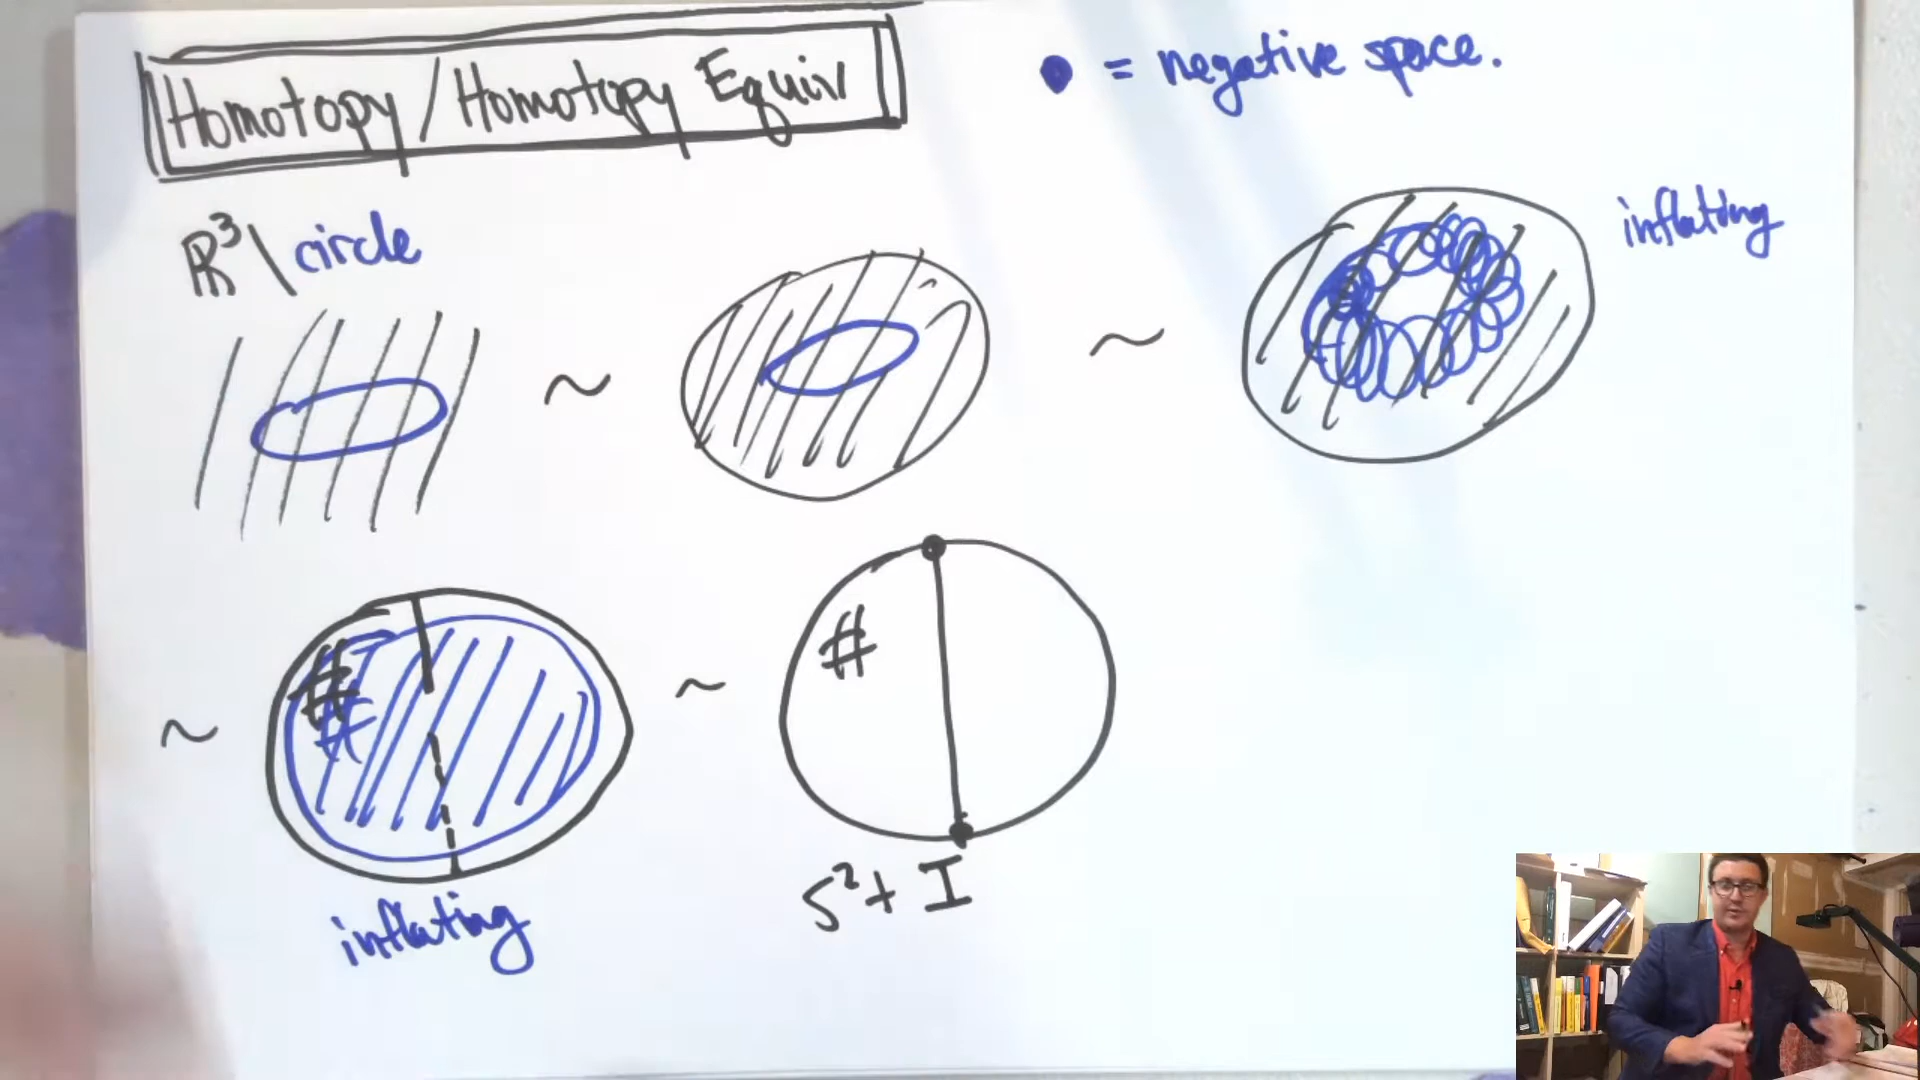 Homotopy / Homotopy Equiv
● = negative space.
ℝ³ \ circle
~
~
inflating
~
#
#
~
#
inflating
S² + I